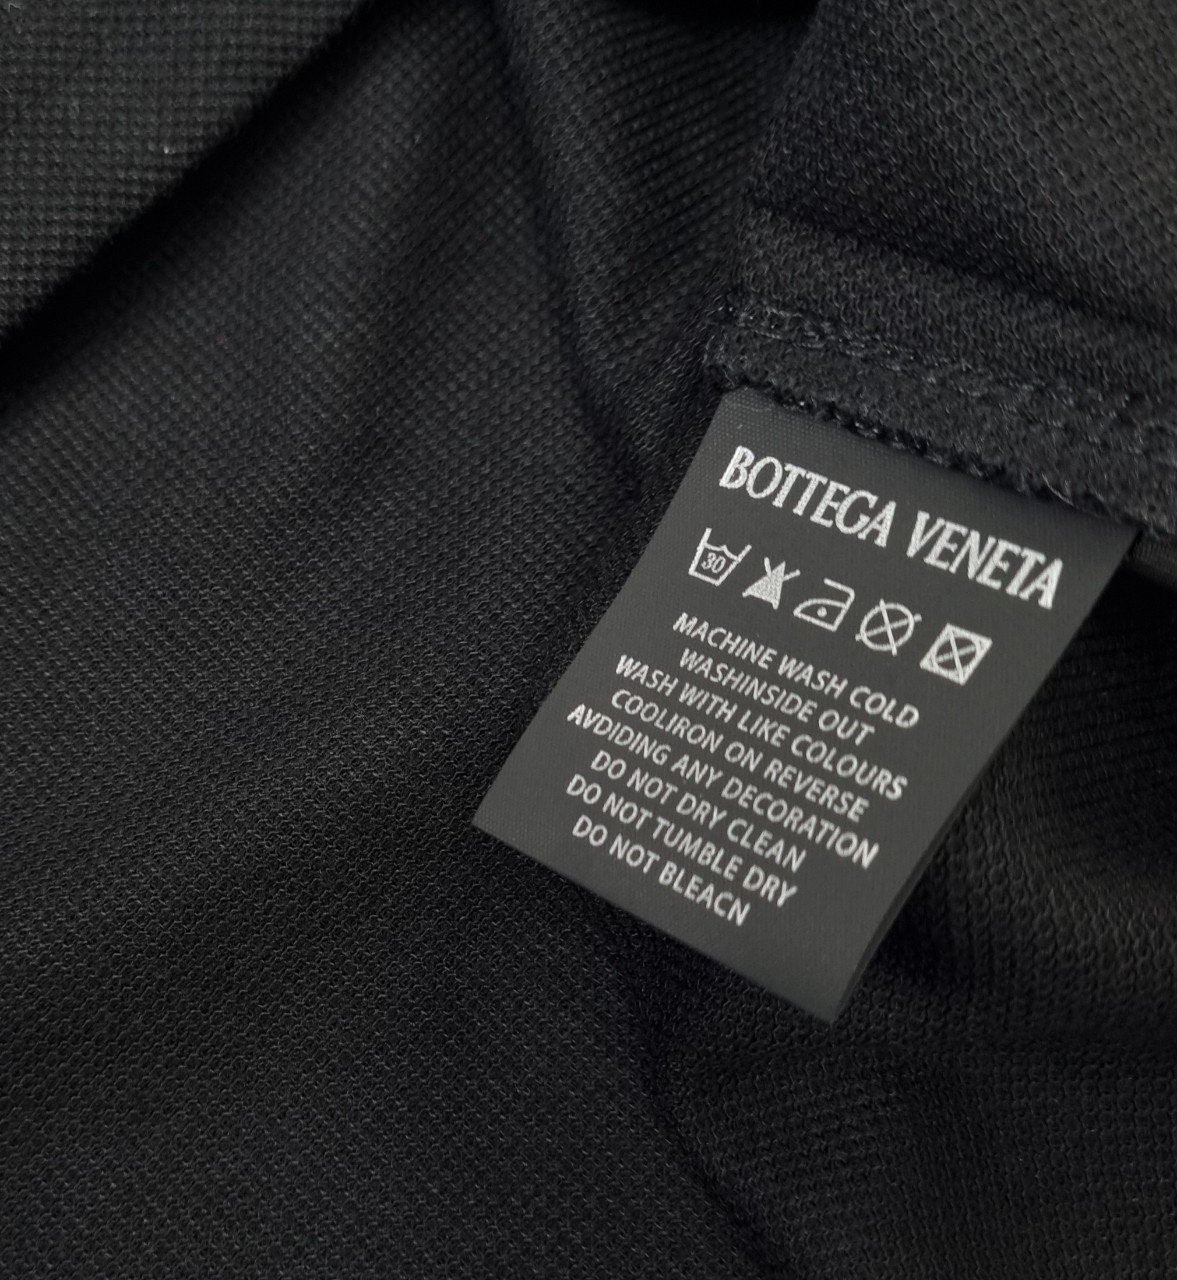 BOTTEGA VENETA
30
MACHINE WASH COLD
WASHINSIDE OUT
WASH WITH LIKE COLOURS
COOLIRON ON REVERSE
AVDIDING ANY DECORATION
DO NOT DRY CLEAN
DO NOT TUMBLE DRY
DO NOT BLEACN